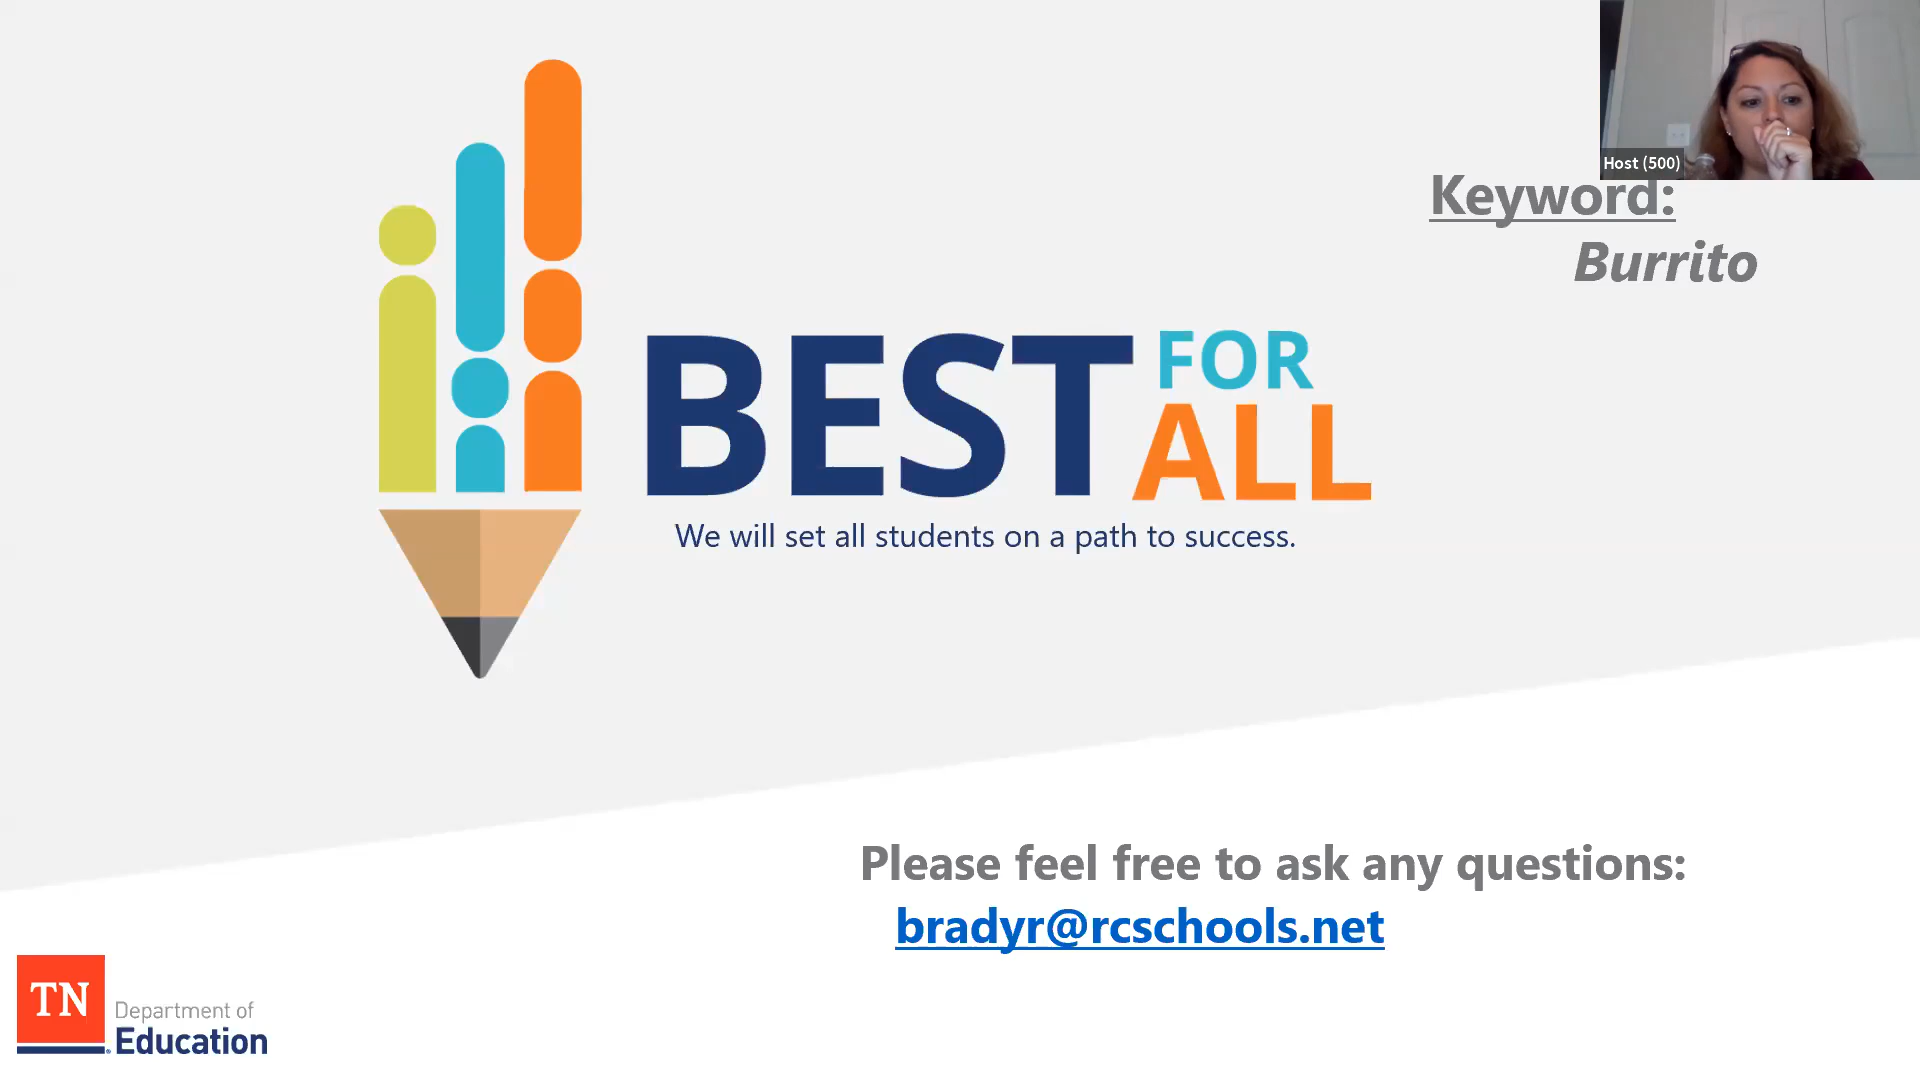 Host (500)
Keyword:
Burrito
BEST
FOR
ALL
We will set all students on a path to success.
Please feel free to ask any questions:
bradyr@rcschools.net
TN
Department of
Education